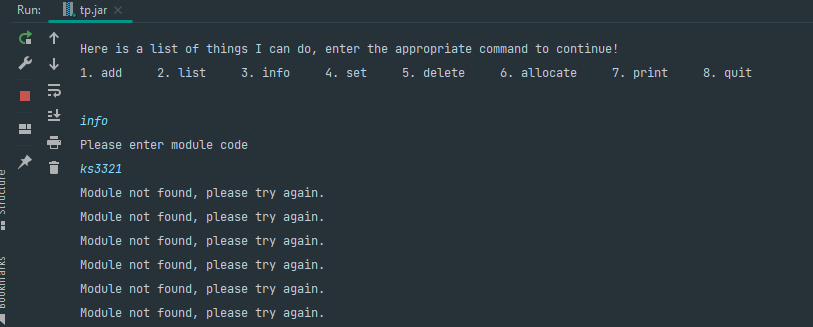 Run: tp.jar
Here is a list of things I can do, enter the appropriate command to continue!
1. add 2. list 3. info 4. set 5. delete 6. allocate 7. print 8. quit
info
Please enter module code
ks3321
Module not found, please try again.
Module not found, please try again.
Module not found, please try again.
Module not found, please try again.
Module not found, please try again.
Module not found, please try again.
Structure
Bookmarks